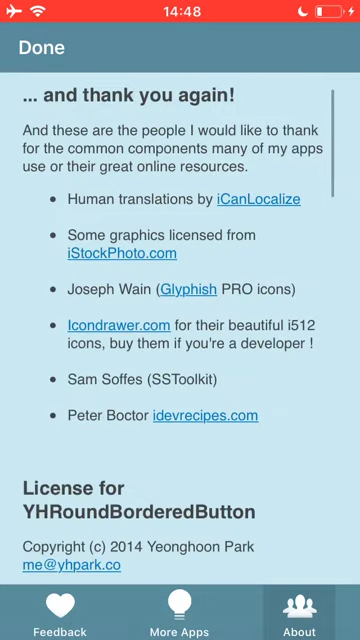 14:48
Done
... and thank you again!
And these are the people I would like to thank
for the common components many of my apps
use or their great online resources.
• Human translations by iCanLocalize
• Some graphics licensed from
iStockPhoto.com
• Joseph Wain (Glyphish PRO icons)
• Icondrawer.com for their beautiful i512
icons, buy them if you're a developer !
• Sam Soffes (SSToolkit)
• Peter Boctor idevrecipes.com
License for
YHRoundBorderedButton
Copyright (c) 2014 Yeonghoon Park
me@yhpark.co
Feedback
More Apps
About